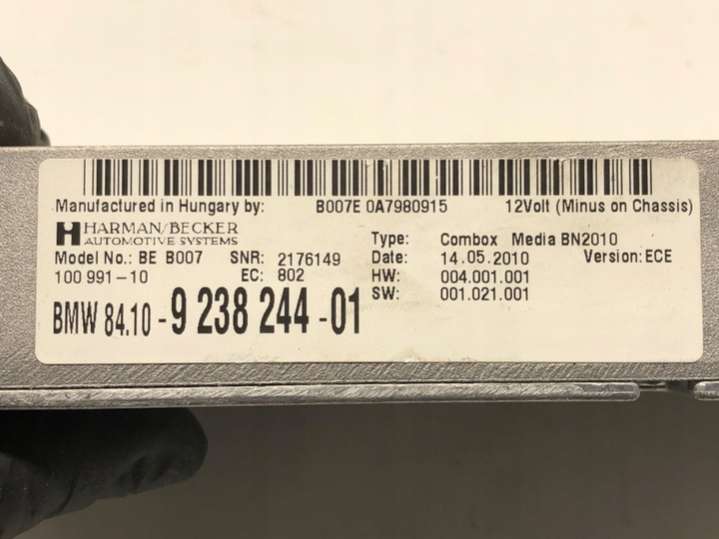 Manufactured in Hungary by: B007E 0A7980915 12Volt (Minus on Chassis)
HARMAN/BECKER
AUTOMOTIVE SYSTEMS
Type: Combox Media BN2010
Model No.: BE B007 SNR: 2176149 Date: 14.05.2010 Version: ECE
100 991-10 EC: 802 HW: 004.001.001
SW: 001.021.001
BMW 84.10 - 9 238 244 - 01